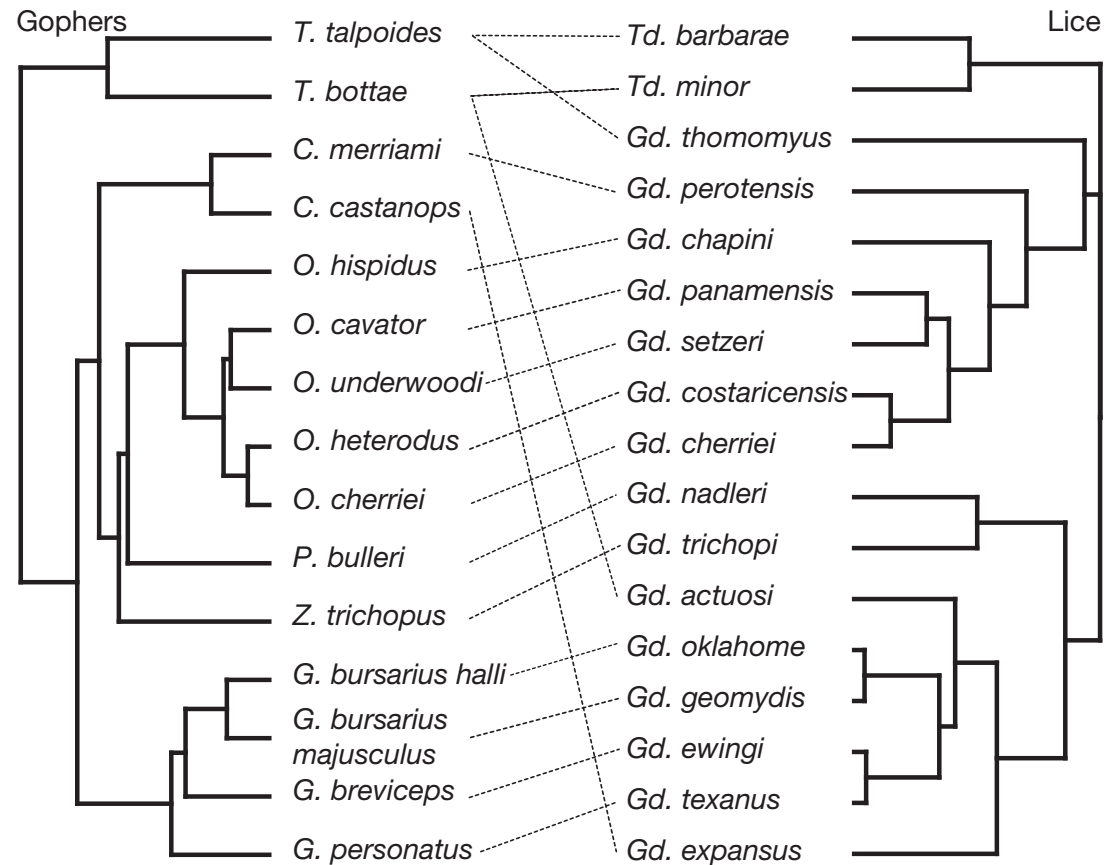 Gophers
Lice
T. talpoides
T. bottae
C. merriami
C. castanops
O. hispidus
O. cavator
O. underwoodi
O. heterodus
O. cherriei
P. bulleri
Z. trichopus
G. bursarius halli
G. bursarius
majusculus
G. breviceps
G. personatus
Td. barbarae
Td. minor
Gd. thomomyus
Gd. perotensis
Gd. chapini
Gd. panamensis
Gd. setzeri
Gd. costaricensis
Gd. cherriei
Gd. nadleri
Gd. trichopi
Gd. actuosi
Gd. oklahome
Gd. geomydis
Gd. ewingi
Gd. texanus
Gd. expansus